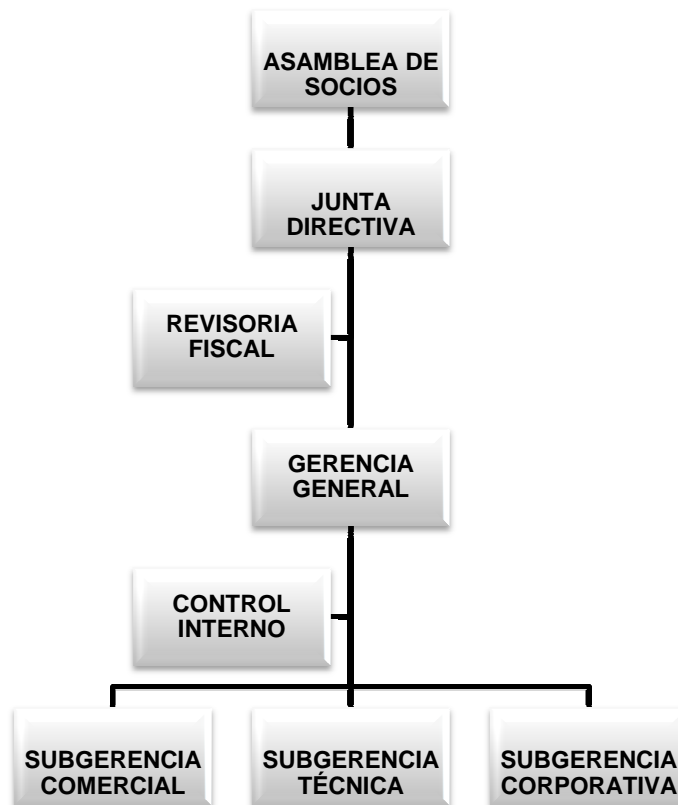 ASAMBLEA DE
SOCIOS
JUNTA
DIRECTIVA
REVISORIA
FISCAL
GERENCIA
GENERAL
CONTROL
INTERNO
SUBGERENCIA
COMERCIAL
SUBGERENCIA
TÉCNICA
SUBGERENCIA
CORPORATIVA